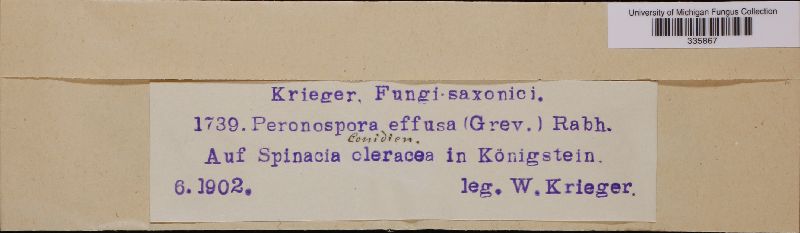 University of Michigan Fungus Collection
335867
Krieger, Fungi saxonici.
1739. Peronospora effusa (Grev.) Rabh.
Conidien.
Auf Spinacia oleracea in Königstein.
6.1902. leg. W. Krieger.